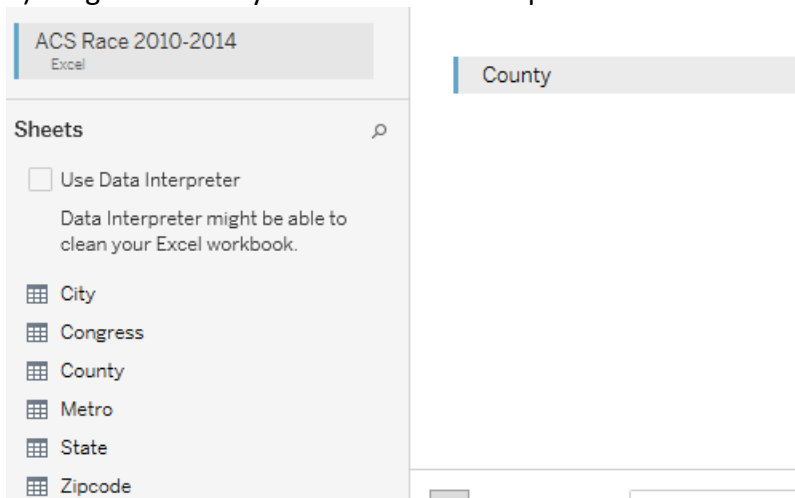 ACS Race 2010-2014
Excel
County
Sheets
Use Data Interpreter
Data Interpreter might be able to
clean your Excel workbook.
City
Congress
County
Metro
State
Zipcode